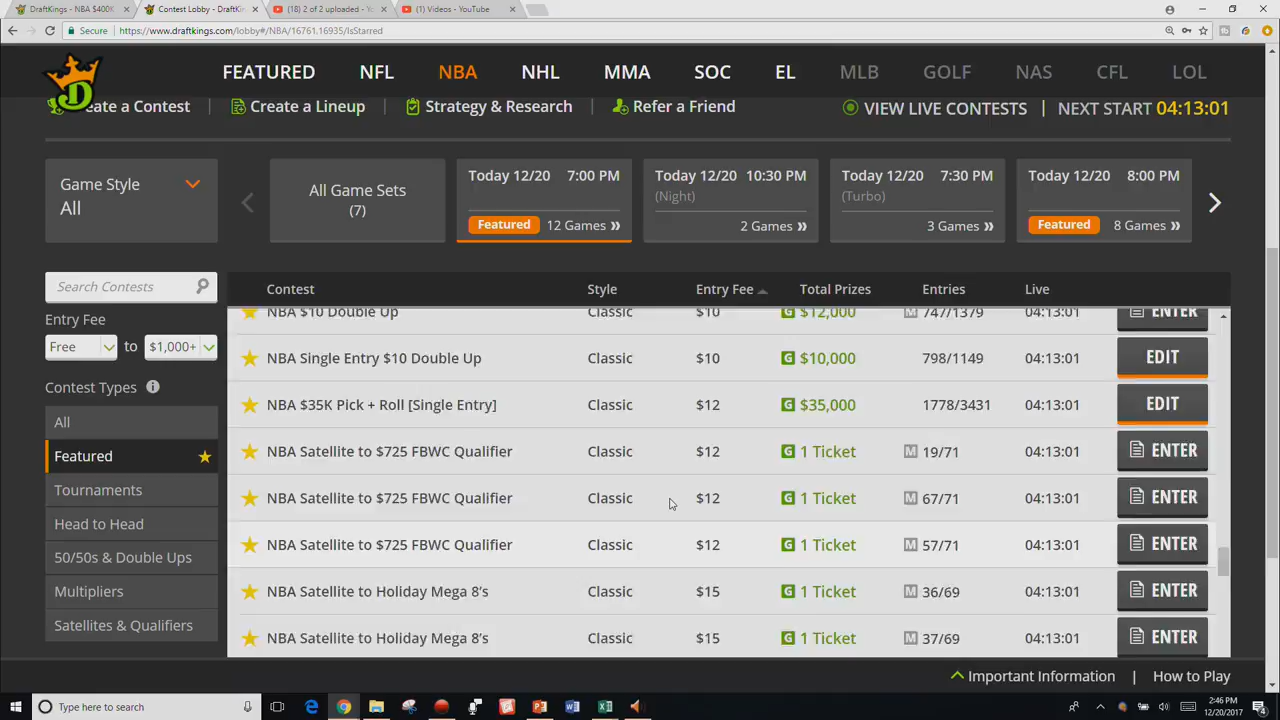 DraftKings - NBA $400K
Contest Lobby - DraftKing
(18) 2 of 2 uploaded - Yo
(1) Videos - YouTube
Secure
https://www.draftkings.com/lobby#/NBA/16761.16935/IsStarred
FEATURED NFL NBA NHL MMA SOC EL MLB GOLF NAS CFL LOL
eate a Contest | Create a Lineup | Strategy & Research | Refer a Friend
VIEW LIVE CONTESTS | NEXT START 04:13:01
Game Style
All
All Game Sets
(7)
Today 12/20 7:00 PM
Featured 12 Games »
Today 12/20 10:30 PM
(Night)
2 Games »
Today 12/20 7:30 PM
(Turbo)
3 Games »
Today 12/20 8:00 PM
Featured 8 Games »
Search Contests
Entry Fee
Free to $1,000+
Contest Types
All
Featured
Tournaments
Head to Head
50/50s & Double Ups
Multipliers
Satellites & Qualifiers
Contest Style Entry Fee Total Prizes Entries Live
NBA $10 Double Up Classic $10 G $12,000 M 747/1379 04:13:01 ENTER
NBA Single Entry $10 Double Up Classic $10 G $10,000 798/1149 04:13:01 EDIT
NBA $35K Pick + Roll [Single Entry] Classic $12 G $35,000 1778/3431 04:13:01 EDIT
NBA Satellite to $725 FBWC Qualifier Classic $12 G 1 Ticket M 19/71 04:13:01 ENTER
NBA Satellite to $725 FBWC Qualifier Classic $12 G 1 Ticket M 67/71 04:13:01 ENTER
NBA Satellite to $725 FBWC Qualifier Classic $12 G 1 Ticket M 57/71 04:13:01 ENTER
NBA Satellite to Holiday Mega 8's Classic $15 G 1 Ticket M 36/69 04:13:01 ENTER
NBA Satellite to Holiday Mega 8's Classic $15 G 1 Ticket M 37/69 04:13:01 ENTER
Important Information | How to Play
Type here to search
2:46 PM
12/20/2017